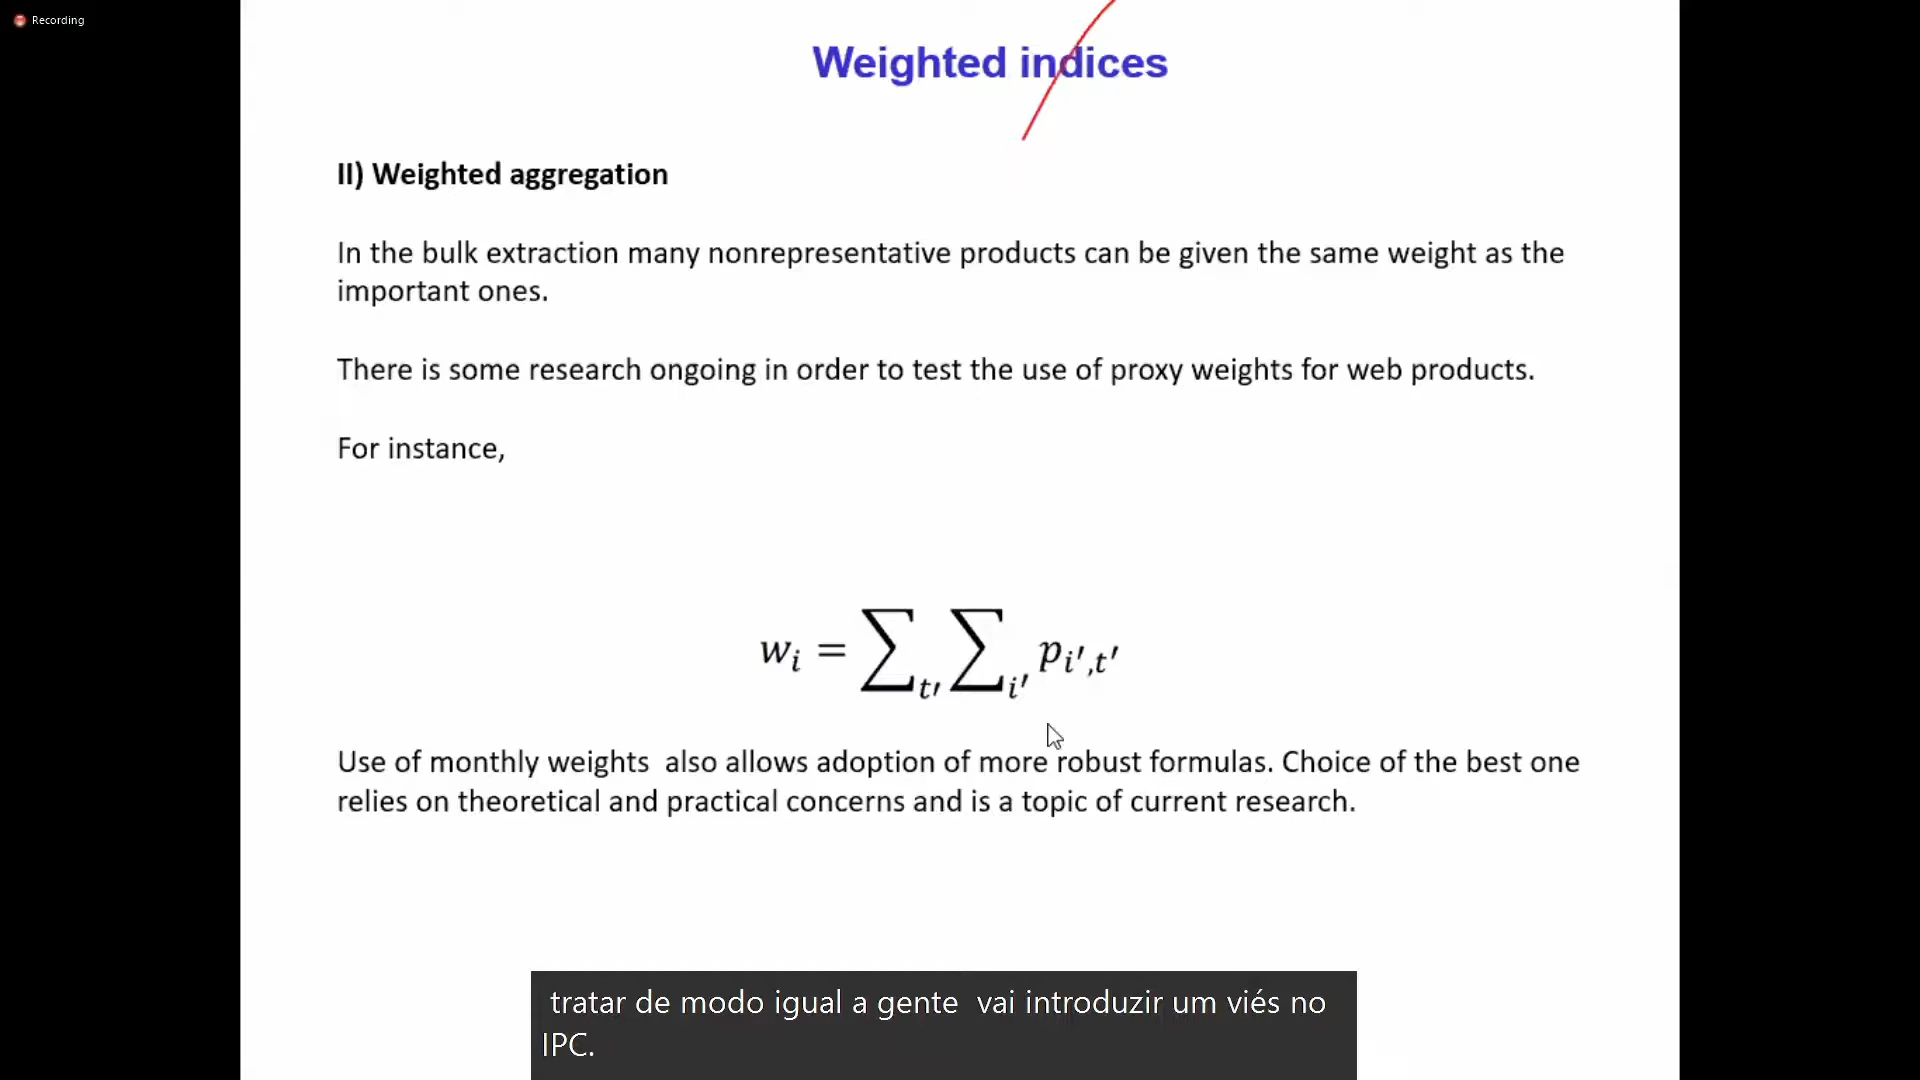 Recording
Weighted indices
II) Weighted aggregation
In the bulk extraction many nonrepresentative products can be given the same weight as the
important ones.
There is some research ongoing in order to test the use of proxy weights for web products.
For instance,
wᵢ = ∑ₜ′ ∑ᵢ′ pᵢ′,ₜ′
Use of monthly weights also allows adoption of more robust formulas. Choice of the best one
relies on theoretical and practical concerns and is a topic of current research.
tratar de modo igual a gente vai introduzir um viés no
IPC.